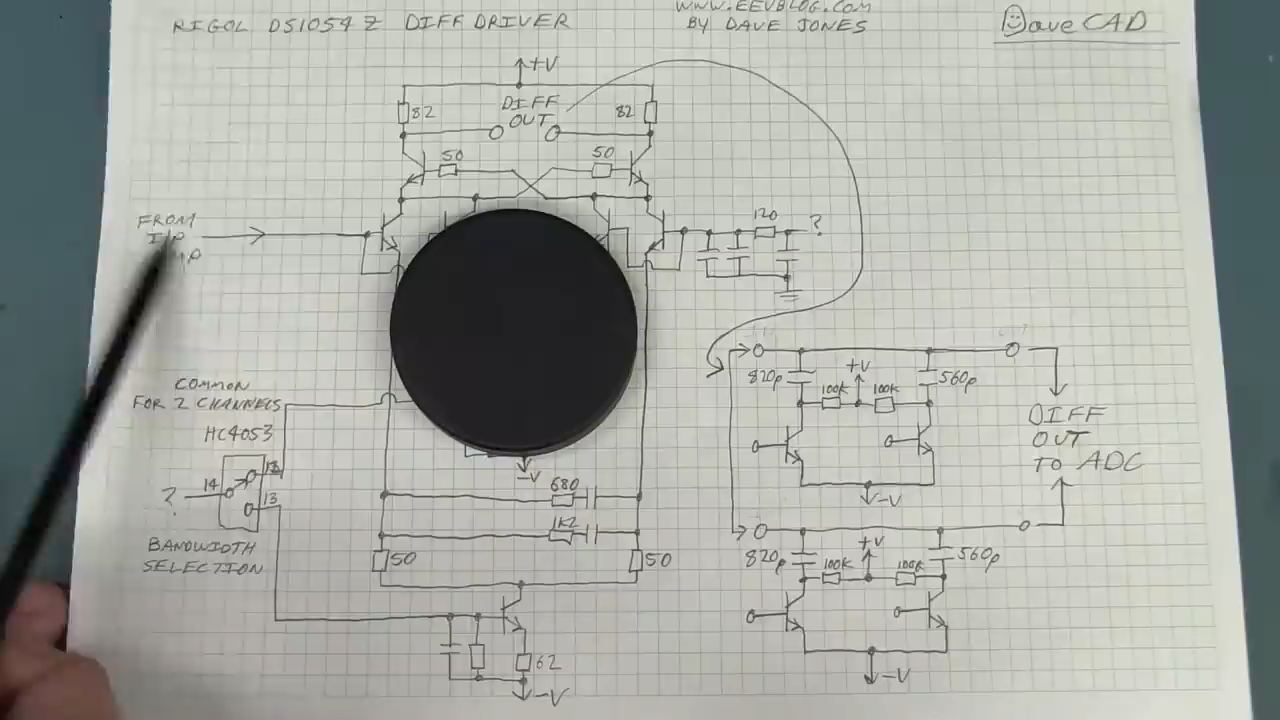 RIGOL DS1054Z DIFF DRIVER
WWW.EEVBLOG.COM
BY DAVE JONES
DaveCAD
+V
82
DIFF
OUT
82
50
50
FROM
I/P
120
?
+V
820p
100K
100K
560p
DIFF
OUT
TO ADC
-V
COMMON
FOR 2 CHANNELS
HC4053
14
13
?
BANDWIDTH
SELECTION
-V
680
1K2
50
50
62
-V
+V
820p
100K
100K
560p
-V